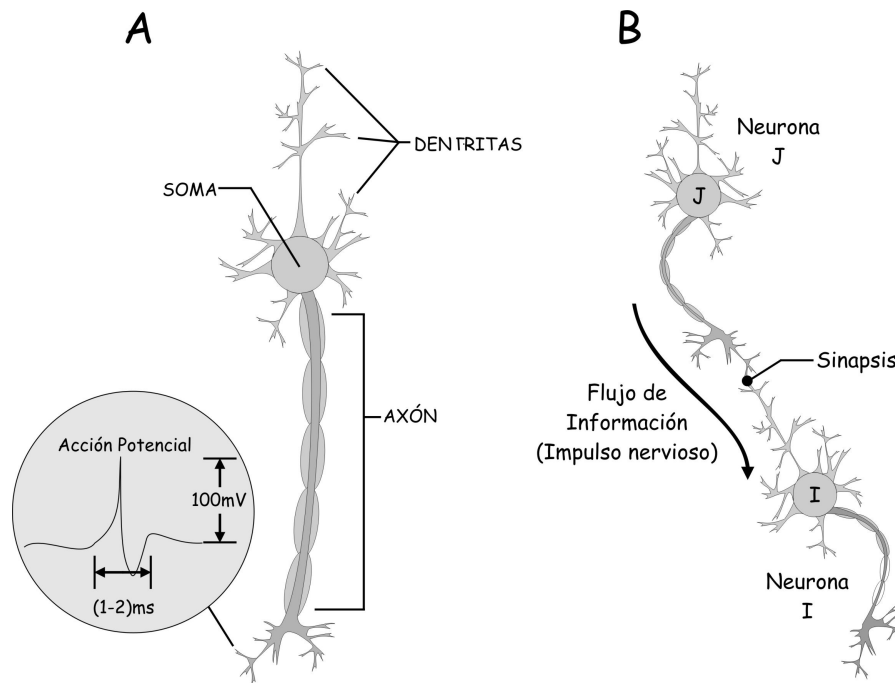 A
DENTRITAS
SOMA
AXÓN
Acción Potencial
100mV
(1-2)ms
B
Neurona
J
J
Sinapsis
Flujo de
Información
(Impulso nervioso)
I
Neurona
I